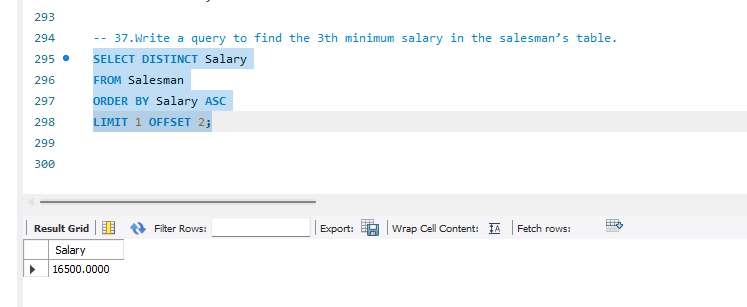 293
294 -- 37.Write a query to find the 3th minimum salary in the salesman’s table.
295 SELECT DISTINCT Salary
296 FROM Salesman
297 ORDER BY Salary ASC
298 LIMIT 1 OFFSET 2;
299
300
Result Grid Filter Rows: Export: Wrap Cell Content: Fetch rows:
Salary
16500.0000